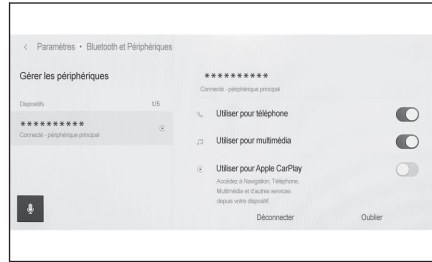 < Paramètres • Bluetooth et Périphériques
Gérer les périphériques
Dispositifs 1/5
**********
Connecté - périphérique principal
**********
Connecté - périphérique principal
Utiliser pour téléphone
Utiliser pour multimédia
Utiliser pour Apple CarPlay
Accédez à Navigation, Téléphone,
Multimédia et d'autres services
depuis votre dispositif.
Déconnecter Oublier